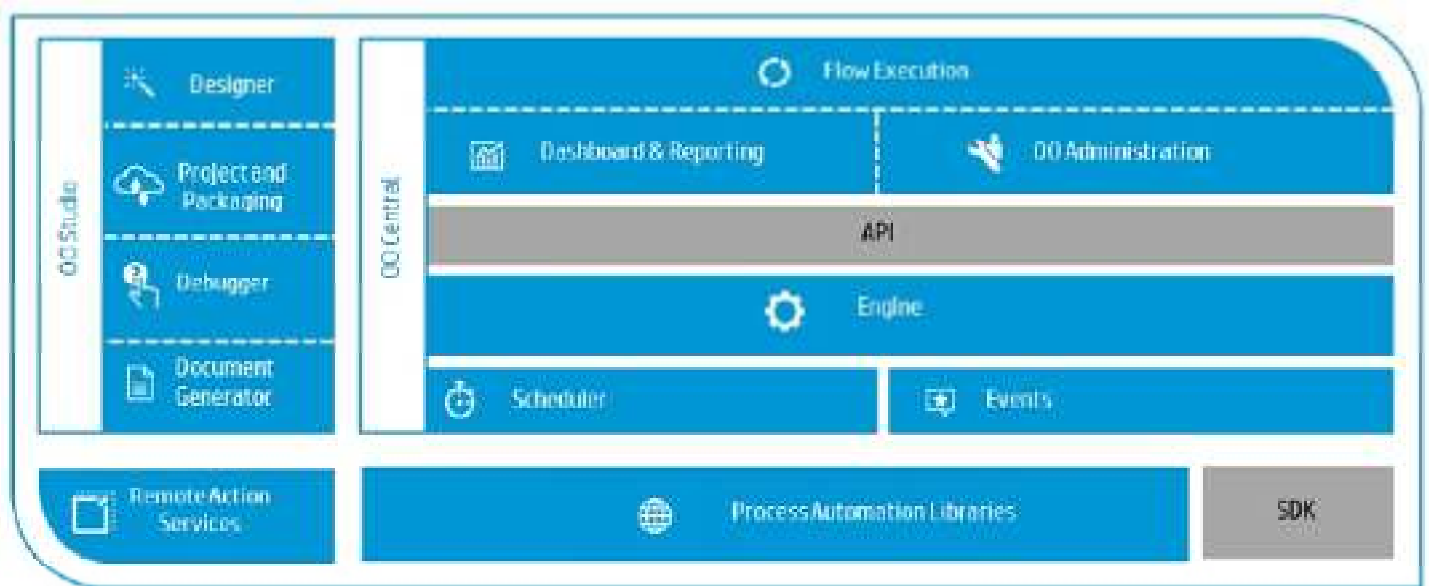 OO Studio
Designer
Project and
Packaging
Debugger
Document
Generator
OO Central
Flow Execution
Dashboard & Reporting
OO Administration
API
Engine
Scheduler
Events
Remote Action
Services
Process Automation Libraries
SDK